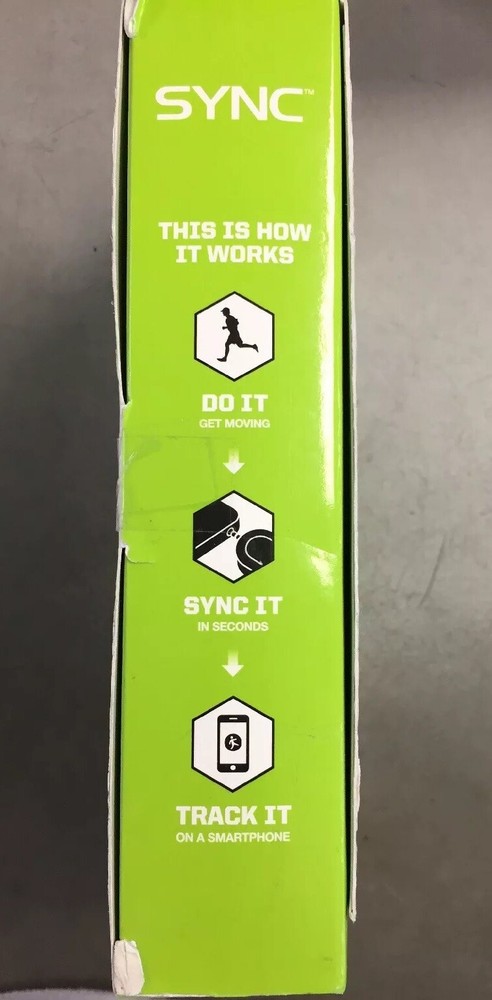 SYNC™
THIS IS HOW
IT WORKS
DO IT
GET MOVING
SYNC IT
IN SECONDS
TRACK IT
ON A SMARTPHONE